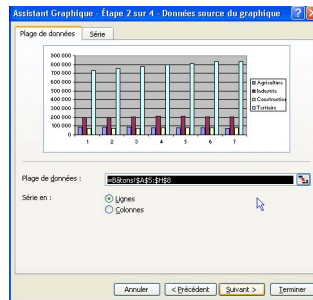 Assistant Graphique - Étape 2 sur 4 - Données source du graphique
Plage de données Série
900 000
800 000
700 000
600 000
500 000
400 000
300 000
200 000
100 000
0
1 2 3 4 5 6 7
Agriculture
Industrie
Construction
Tertiaire
Plage de données : =Bâtons!$A$5:$H$8
Série en : Lignes
Colonnes
Annuler < Précédent Suivant > Terminer